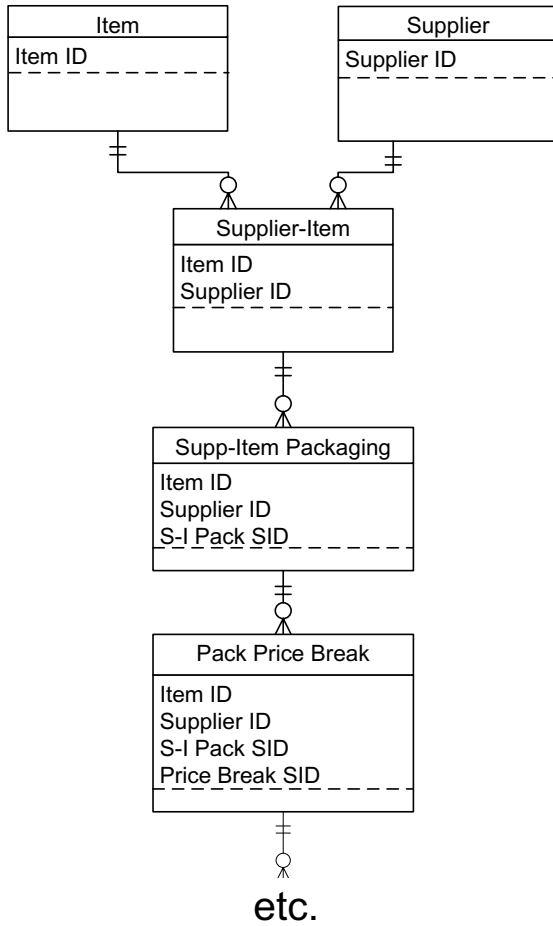 Item
Item ID
Supplier
Supplier ID
Supplier-Item
Item ID
Supplier ID
Supp-Item Packaging
Item ID
Supplier ID
S-I Pack SID
Pack Price Break
Item ID
Supplier ID
S-I Pack SID
Price Break SID
etc.